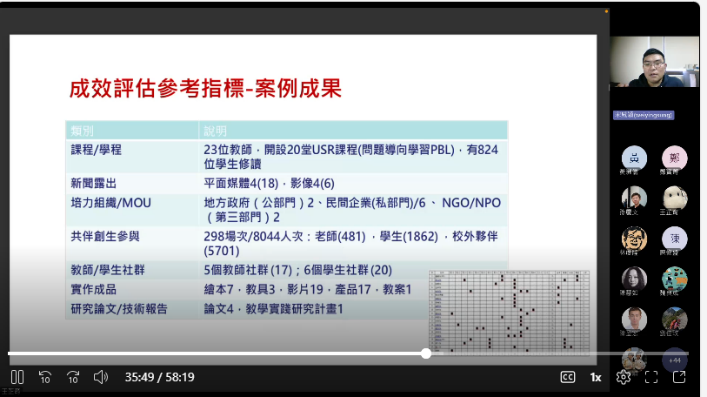 成效評估參考指標-案例成果
類別 說明
課程/學程 23位教師，開設20堂USR課程(問題導向學習PBL)，有824
位學生修讀
新聞露出 平面媒體4(18)，影像4(6)
培力組織/MOU 地方政府（公部門）2、民間企業(私部門)/6 、 NGO/NPO
（第三部門）2
共伴創生參與 298場次/8044人次：老師(481) ，學生(1862) ，校外夥伴
(5701)
教師/學生社群 5個教師社群(17)；6個學生社群(20)
實作成品 繪本7，教具3，影片19，產品17，教案1
研究論文/技術報告 論文4，教學實踐研究計畫1
黃
鄭
陳
+44
10
10
35:49 / 58:19
CC
1x